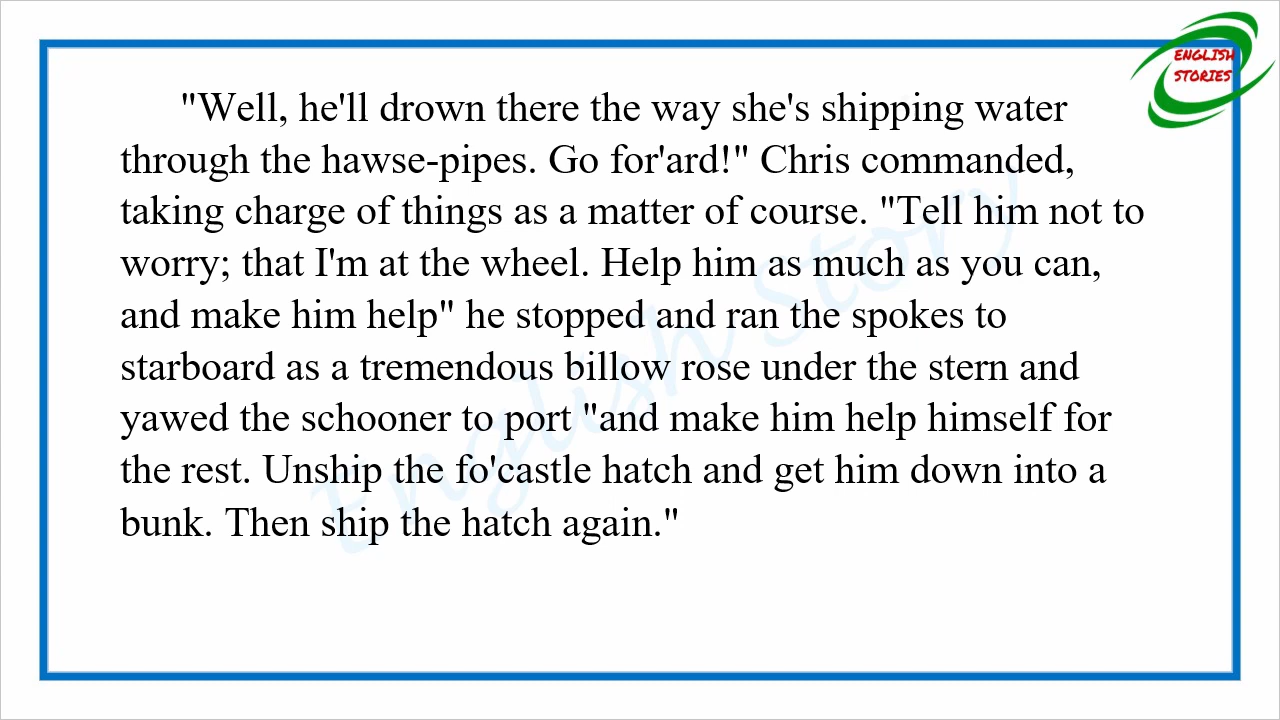 ENGLISH
STORIES
"Well, he'll drown there the way she's shipping water
through the hawse-pipes. Go for'ard!" Chris commanded,
taking charge of things as a matter of course. "Tell him not to
worry; that I'm at the wheel. Help him as much as you can,
and make him help" he stopped and ran the spokes to
starboard as a tremendous billow rose under the stern and
yawed the schooner to port "and make him help himself for
the rest. Unship the fo'castle hatch and get him down into a
bunk. Then ship the hatch again."
English Story